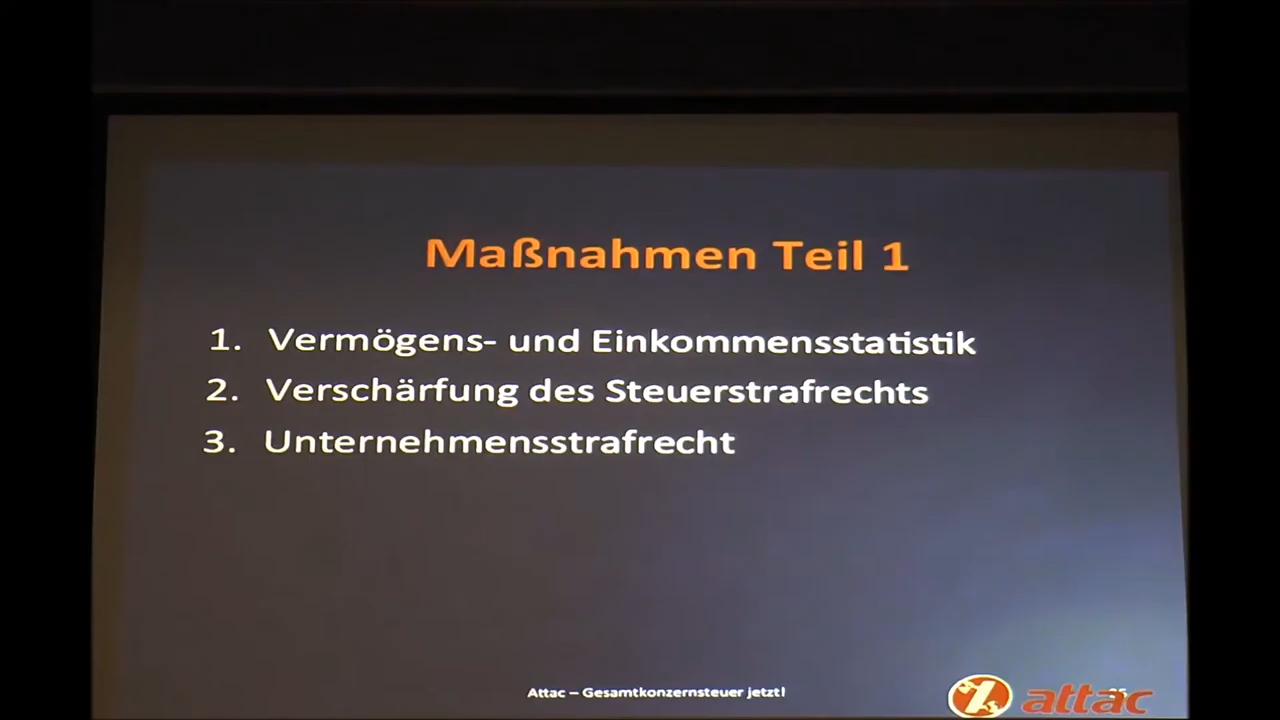 Maßnahmen Teil 1
1. Vermögens- und Einkommensstatistik
2. Verschärfung des Steuerstrafrechts
3. Unternehmensstrafrecht
Attac – Gesamtkonzernsteuer jetzt!
attac